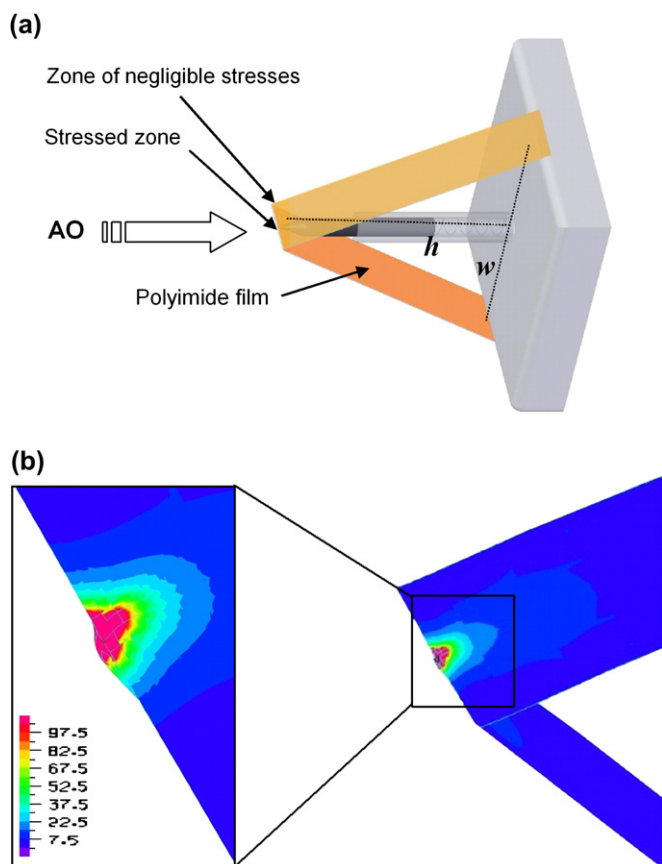 (a)
Zone of negligible stresses
Stressed zone
AO
h
w
Polyimide film
(b)
97.5
82.5
67.5
52.5
37.5
22.5
7.5